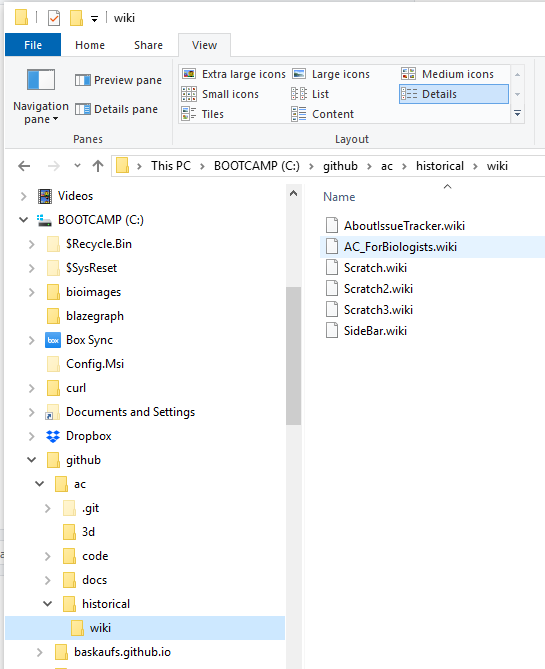 wiki
File Home Share View
Navigation pane
Preview pane
Details pane
Panes
Extra large icons Large icons Medium icons
Small icons List Details
Tiles Content
Layout
This PC BOOTCAMP (C:) github ac historical wiki
Videos
BOOTCAMP (C:)
$Recycle.Bin
$SysReset
bioimages
blazegraph
box Box Sync
Config.Msi
curl
Documents and Settings
Dropbox
github
ac
.git
3d
code
docs
historical
wiki
baskaufs.github.io
Name
AboutIssueTracker.wiki
AC_ForBiologists.wiki
Scratch.wiki
Scratch2.wiki
Scratch3.wiki
SideBar.wiki